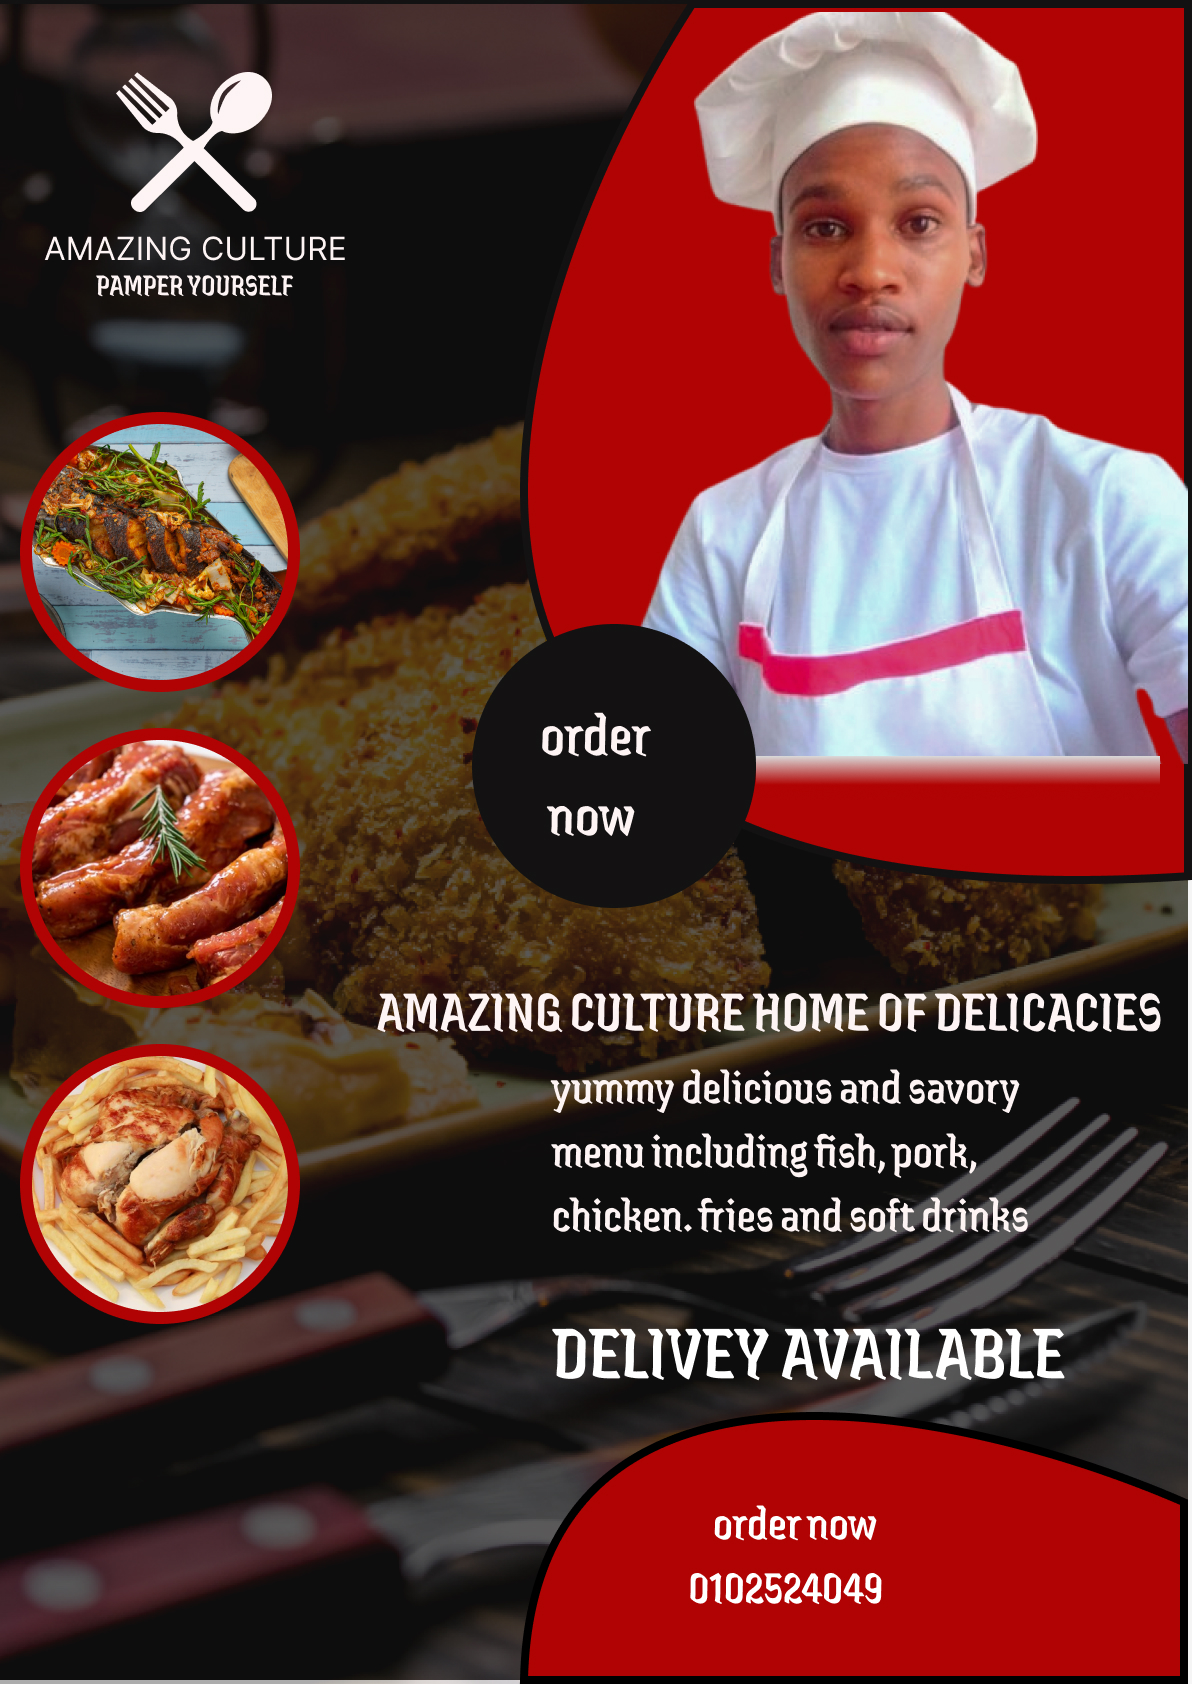 AMAZING CULTURE
PAMPER YOURSELF
order
now
AMAZING CULTURE HOME OF DELICACIES
yummy delicious and savory
menu including fish, pork,
chicken. fries and soft drinks
DELIVEY AVAILABLE
order now
0102524049